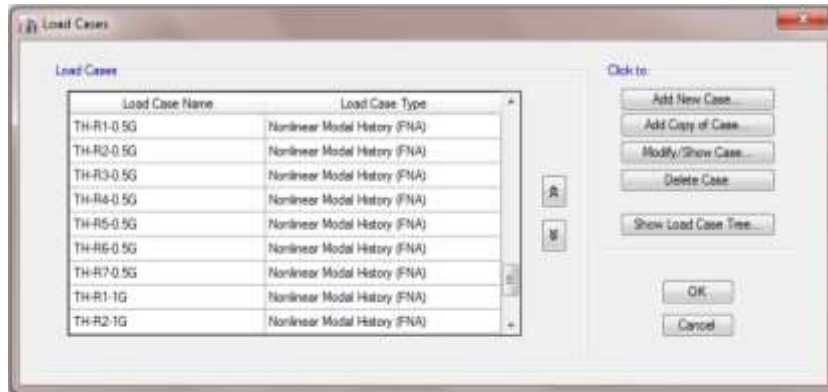 Load Cases
Load Cases
Click to:
Load Case Name Load Case Type
TH-R1-0.5G Nonlinear Modal History (FNA)
TH-R2-0.5G Nonlinear Modal History (FNA)
TH-R3-0.5G Nonlinear Modal History (FNA)
TH-R4-0.5G Nonlinear Modal History (FNA)
TH-R5-0.5G Nonlinear Modal History (FNA)
TH-R6-0.5G Nonlinear Modal History (FNA)
TH-R7-0.5G Nonlinear Modal History (FNA)
TH-R1-1G Nonlinear Modal History (FNA)
TH-R2-1G Nonlinear Modal History (FNA)
Add New Case...
Add Copy of Case...
Modify/Show Case...
Delete Case
Show Load Case Tree...
OK
Cancel